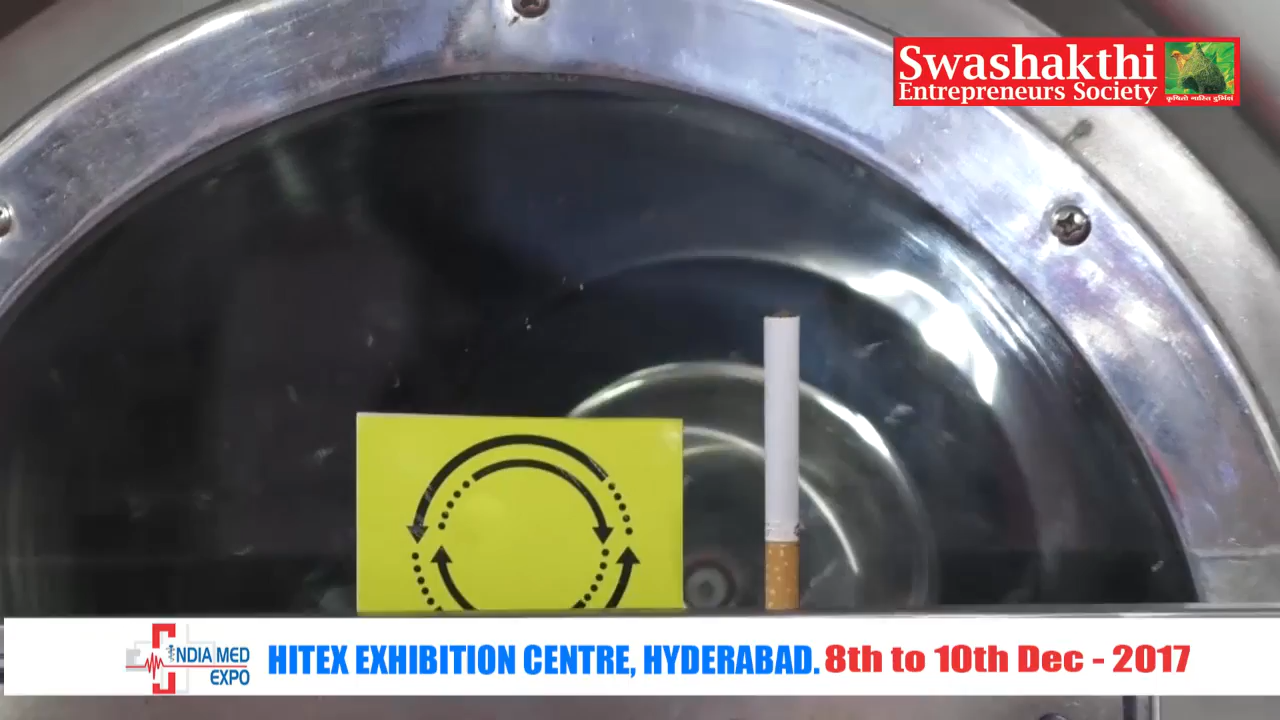 Swashakthi
Entrepreneurs Society
कृषितो नास्ति दुर्भिक्षं
INDIA MED
EXPO
HITEX EXHIBITION CENTRE, HYDERABAD. 8th to 10th Dec - 2017